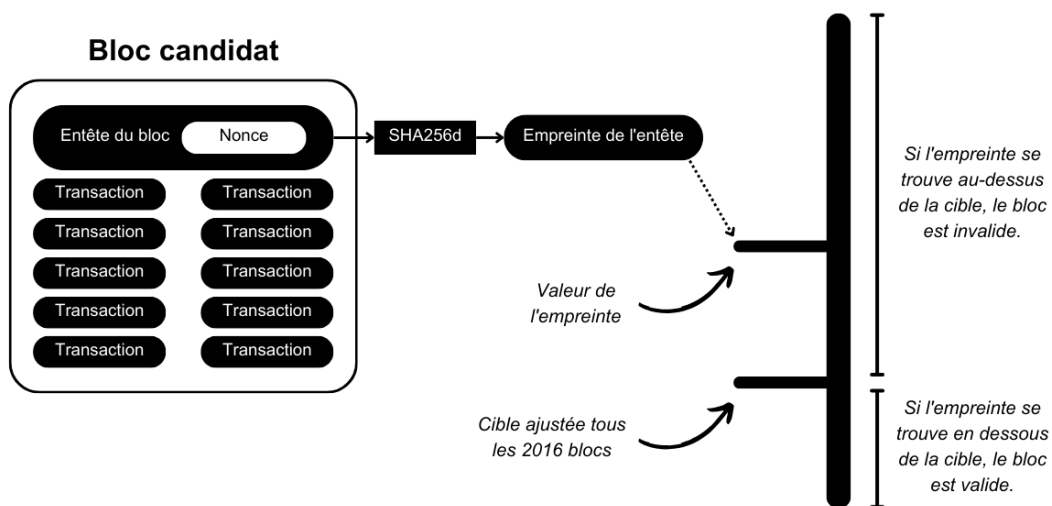 Bloc candidat
Entête du bloc
Nonce
SHA256d
Empreinte de l'entête
Transaction
Transaction
Transaction
Transaction
Transaction
Transaction
Transaction
Transaction
Transaction
Transaction
Valeur de
l'empreinte
Cible ajustée tous
les 2016 blocs
Si l'empreinte se
trouve au-dessus
de la cible, le bloc
est invalide.
Si l'empreinte se
trouve en dessous
de la cible, le bloc
est valide.